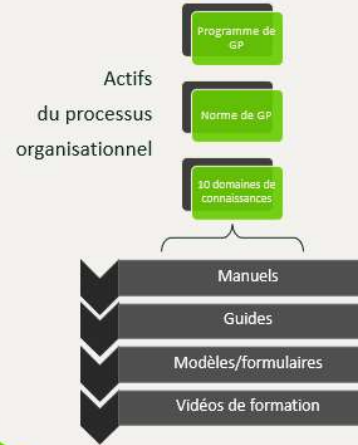 Programme de
GP
Actifs
du processus
organisationnel
Norme de GP
10 domaines de
connaissances
Manuels
Guides
Modèles/formulaires
Vidéos de formation